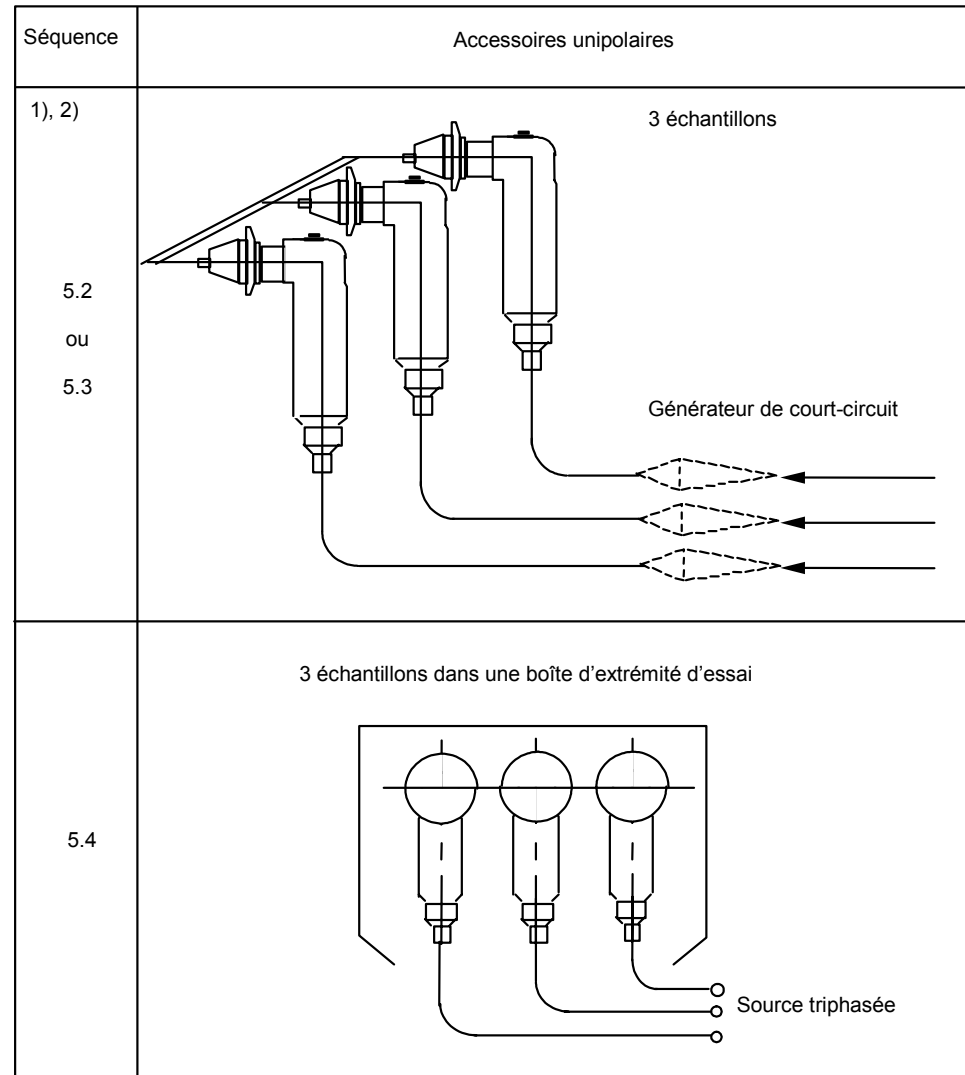 Séquence
Accessoires unipolaires
1), 2)
3 échantillons
5.2
ou
5.3
Générateur de court-circuit
3 échantillons dans une boîte d’extrémité d’essai
5.4
Source triphasée